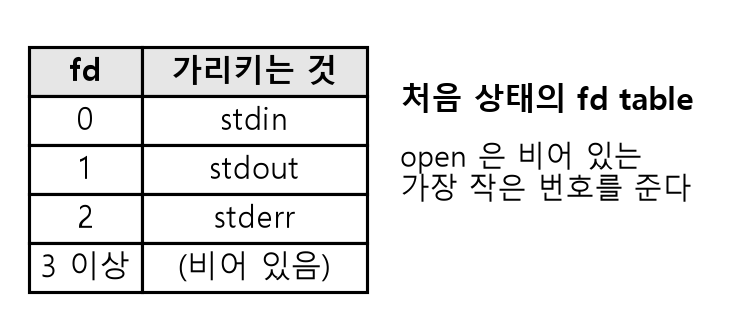 fd 가리키는 것
0 stdin
1 stdout
2 stderr
3 이상 (비어 있음)
처음 상태의 fd table
open 은 비어 있는
가장 작은 번호를 준다